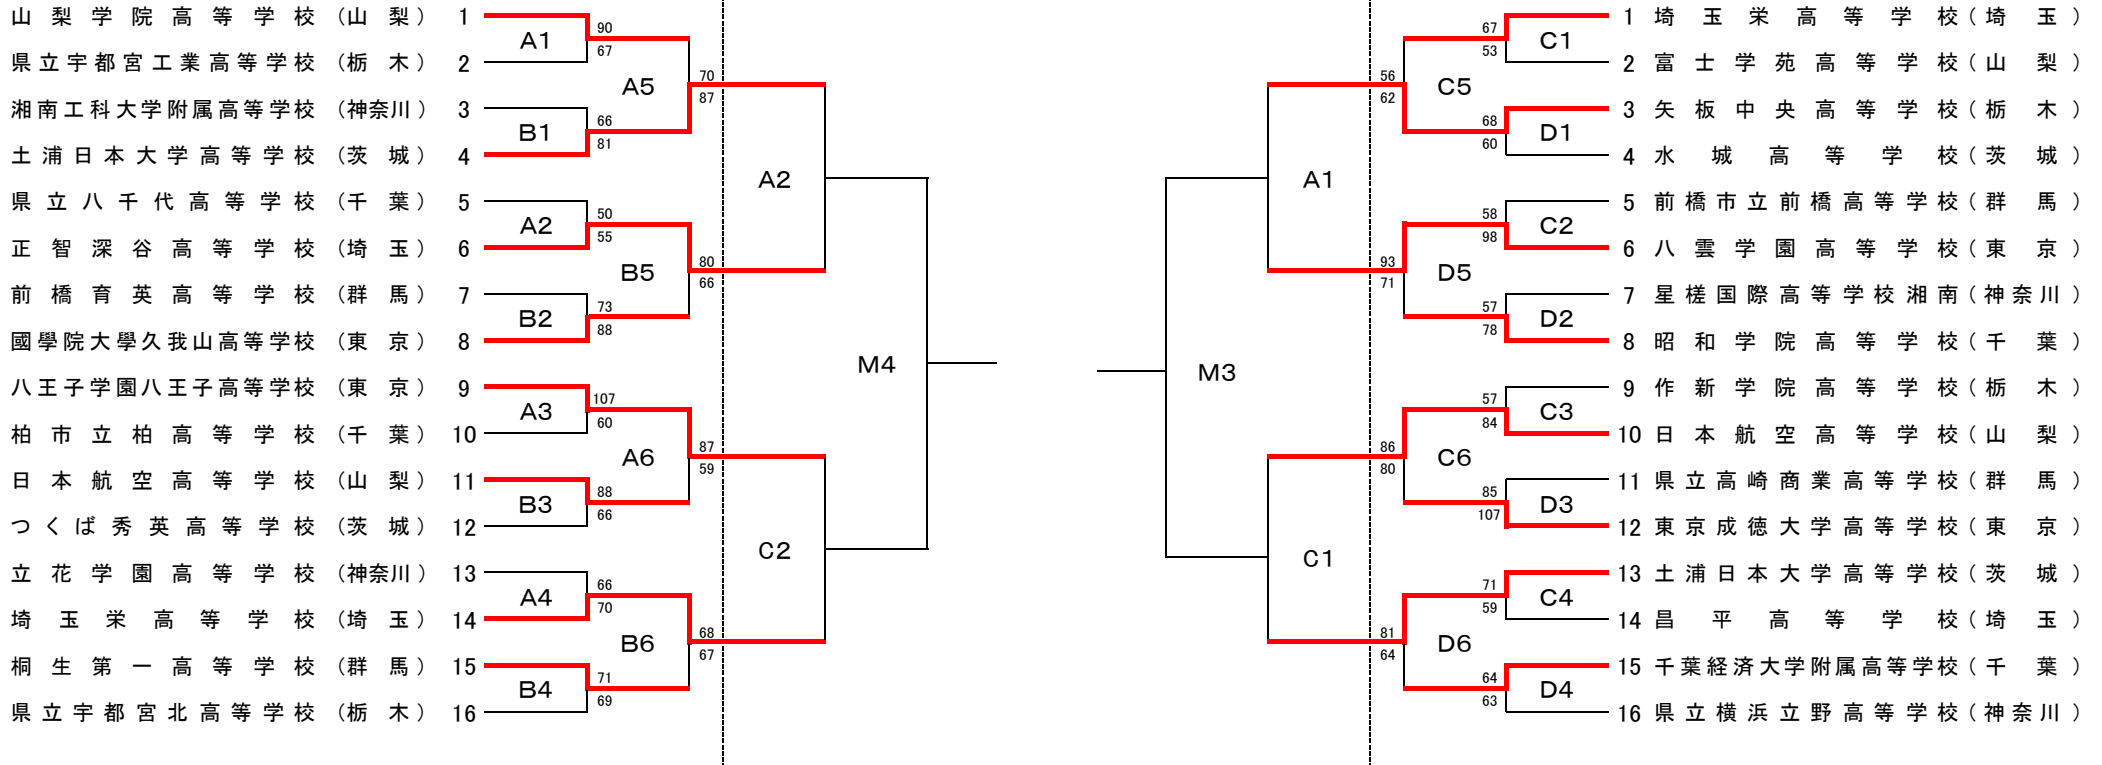 山梨学院高等学校（山梨） 1
90
A1
67
県立宇都宮工業高等学校（栃木） 2
A5
70
87
湘南工科大学附属高等学校（神奈川） 3
66
B1
81
土浦日本大学高等学校（茨城） 4
A2
県立八千代高等学校（千葉） 5
50
A2
55
正智深谷高等学校（埼玉） 6
B5
80
66
前橋育英高等学校（群馬） 7
73
B2
88
國學院大學久我山高等学校（東京） 8
M4
八王子学園八王子高等学校（東京） 9
107
A3
60
柏市立柏高等学校（千葉） 10
A6
87
59
日本航空高等学校（山梨） 11
88
B3
66
つくば秀英高等学校（茨城） 12
C2
立花学園高等学校（神奈川） 13
66
A4
70
埼玉栄高等学校（埼玉） 14
B6
68
67
桐生第一高等学校（群馬） 15
71
B4
69
県立宇都宮北高等学校（栃木） 16
1 埼玉栄高等学校（埼玉）
67
C1
53
2 富士学苑高等学校（山梨）
56
C5
62
3 矢板中央高等学校（栃木）
68
D1
60
4 水城高等学校（茨城）
A1
5 前橋市立前橋高等学校（群馬）
58
C2
98
6 八雲学園高等学校（東京）
93
D5
71
7 星槎国際高等学校湘南（神奈川）
57
D2
78
8 昭和学院高等学校（千葉）
M3
9 作新学院高等学校（栃木）
57
C3
84
10 日本航空高等学校（山梨）
86
C6
80
11 県立高崎商業高等学校（群馬）
85
D3
107
12 東京成徳大学高等学校（東京）
C1
13 土浦日本大学高等学校（茨城）
71
C4
59
14 昌平高等学校（埼玉）
81
D6
64
15 千葉経済大学附属高等学校（千葉）
64
D4
63
16 県立横浜立野高等学校（神奈川）